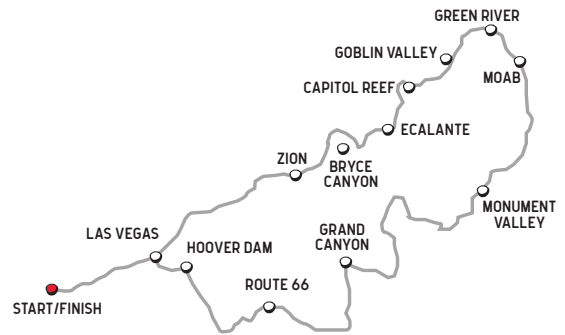 GREEN RIVER
GOBLIN VALLEY
MOAB
CAPITOL REEF
ECALANTE
ZION
BRYCE
CANYON
MONUMENT
VALLEY
LAS VEGAS
HOOVER DAM
GRAND
CANYON
ROUTE 66
START/FINISH